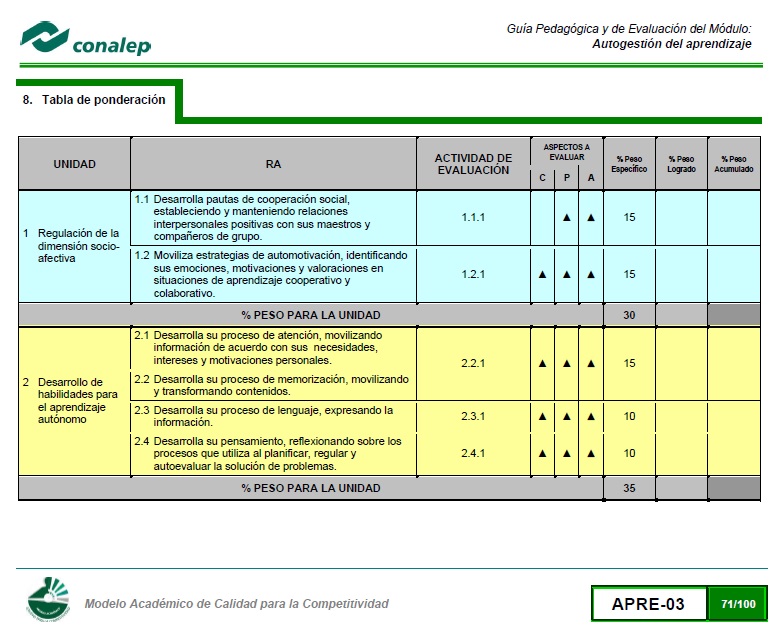 conalep
Guía Pedagógica y de Evaluación del Módulo:
Autogestión del aprendizaje
8. Tabla de ponderación
UNIDAD
RA
ACTIVIDAD DE
EVALUACIÓN
ASPECTOS A
EVALUAR
C P A
% Peso
Específico
% Peso
Logrado
% Peso
Acumulado
1 Regulación de la
dimensión socio-
afectiva
1.1 Desarrolla pautas de cooperación social,
estableciendo y manteniendo relaciones
interpersonales positivas con sus maestros y
compañeros de grupo.
1.1.1
▲ ▲
15
1.2 Moviliza estrategias de automotivación, identificando
sus emociones, motivaciones y valoraciones en
situaciones de aprendizaje cooperativo y
colaborativo.
1.2.1
▲ ▲ ▲
15
% PESO PARA LA UNIDAD
30
2 Desarrollo de
habilidades para
el aprendizaje
autónomo
2.1 Desarrolla su proceso de atención, movilizando
información de acuerdo con sus necesidades,
intereses y motivaciones personales.
2.2 Desarrolla su proceso de memorización, movilizando
y transformando contenidos.
2.2.1
▲ ▲ ▲
15
2.3 Desarrolla su proceso de lenguaje, expresando la
información.
2.3.1
▲ ▲ ▲
10
2.4 Desarrolla su pensamiento, reflexionando sobre los
procesos que utiliza al planificar, regular y
autoevaluar la solución de problemas.
2.4.1
▲ ▲ ▲
10
% PESO PARA LA UNIDAD
35
Modelo Académico de Calidad para la Competitividad
APRE-03
71/100